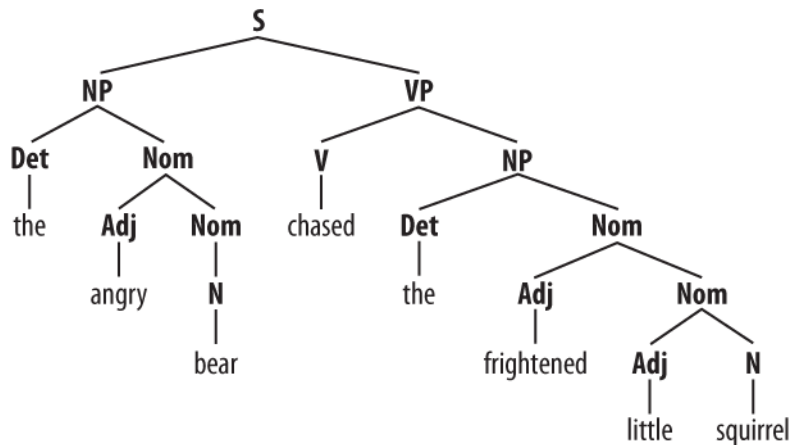 S
NP VP
Det Nom V NP
the Adj Nom chased Det Nom
angry N the Adj Nom
bear frightened Adj N
little squirrel